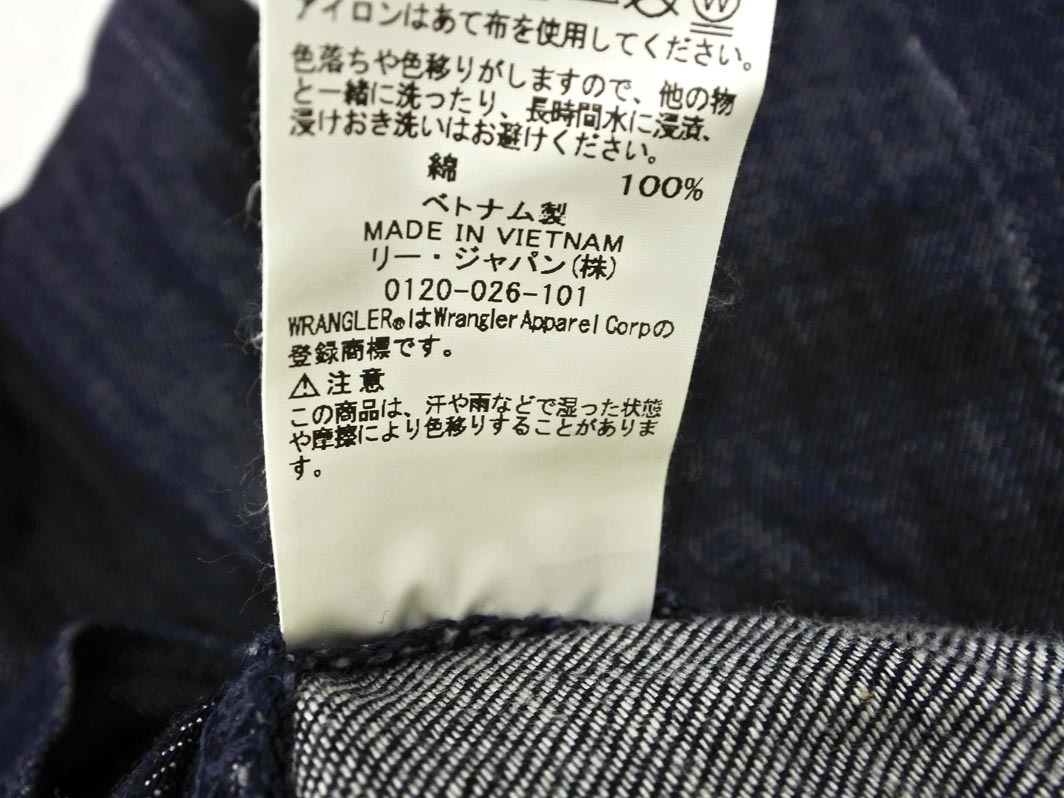 アイロンはあて布を使用してください。
色落ちや色移りがしますので、他の物
と一緒に洗ったり、長時間水に浸漬、
浸けおき洗いはお避けください。
綿 100%
ベトナム製
MADE IN VIETNAM
リー・ジャパン(株)
0120-026-101
WRANGLER®はWrangler Apparel Corpの
登録商標です。
⚠注意
この商品は、汗や雨などで湿った状態
や摩擦により色移りすることがありま
す。